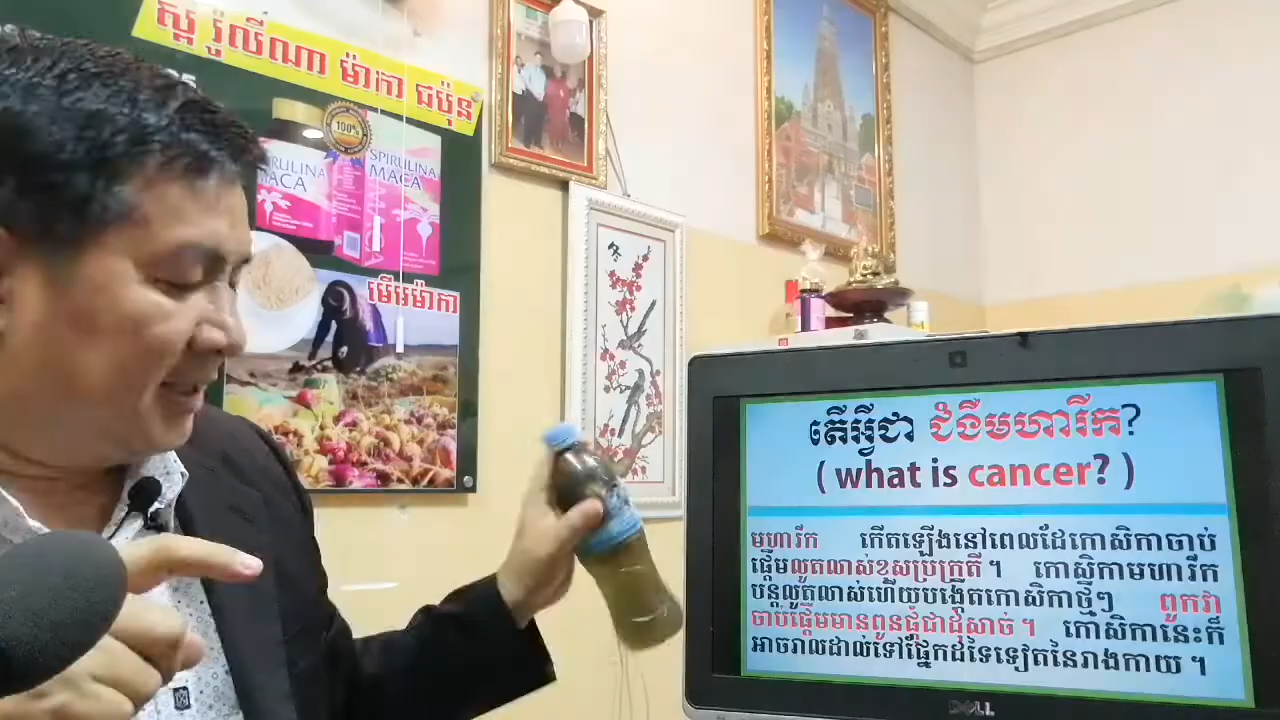 ស្ពៃរ៉ូលីណា ម៉ាកា ជប៉ុន
100%
SPIRULINA
MACA
SPIRULINA
MACA
មើមម៉ាកា
冬
តើអ្វីជា ជំងឺមហារីក?
( what is cancer? )
មហារីក កើតឡើងនៅពេលដែកោសិកាចាប់
ផ្តើមលូតលាស់ខុសប្រក្រតី ។ កោសិកាមហារីក
បន្តលូតលាស់ហើយបង្កើតកោសិកាថ្មីៗ ពួកវា
ចាប់ផ្តើមមានពូនផ្តុំជាដុំសាច់ ។ កោសិកានេះក៏
អាចរាលដាល់ទៅផ្នែកដទៃទៀតនៃរាងកាយ ។
DELL